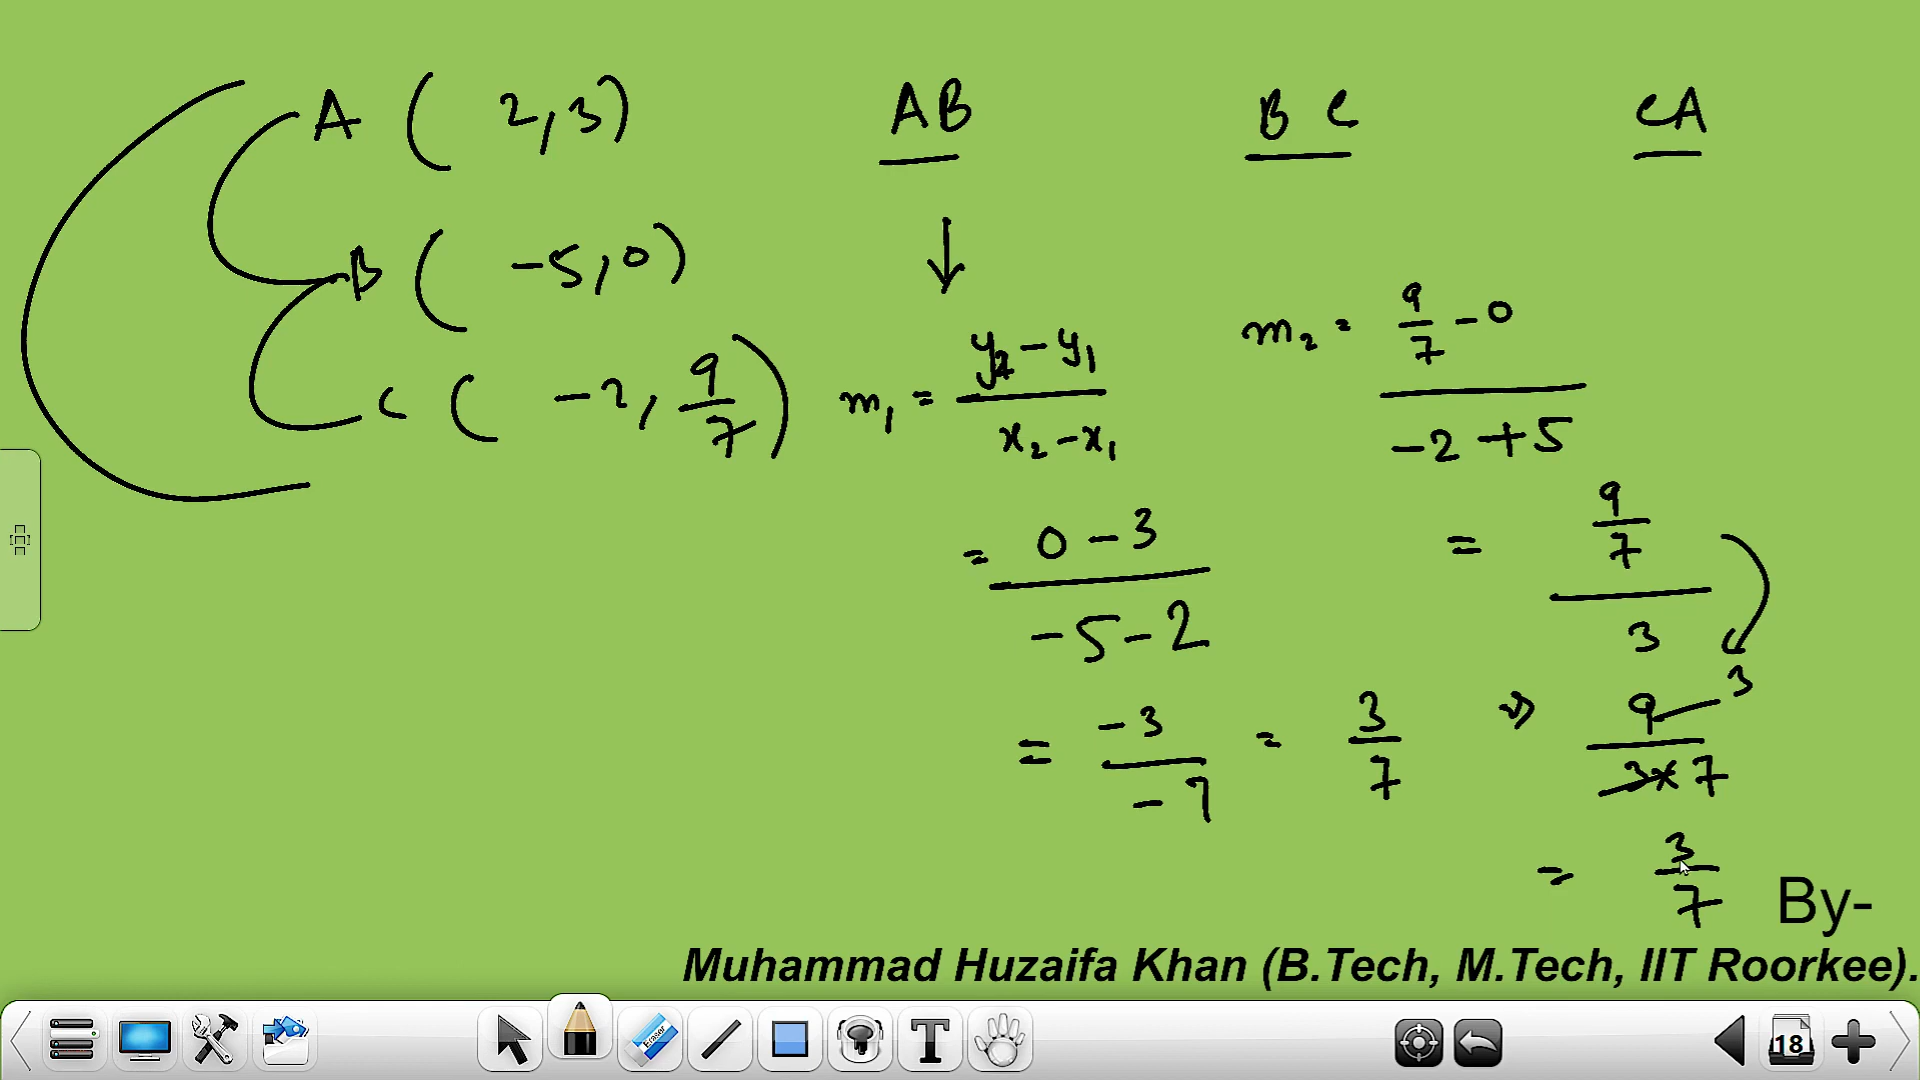 A ( 2,3)
B ( -5,0)
C ( -2, 9/7 )
AB
↓
m₁ = y₂-y₁ / x₂-x₁
= 0-3 / -5-2
= -3 / -7 = 3/7
BC
m₂ = 9/7 - 0 / -2+5
= 9/7 / 3
⇒ 9 / 3×7 3
= 3/7
CA
By-
Muhammad Huzaifa Khan (B.Tech, M.Tech, IIT Roorkee).
Eraser
T
18